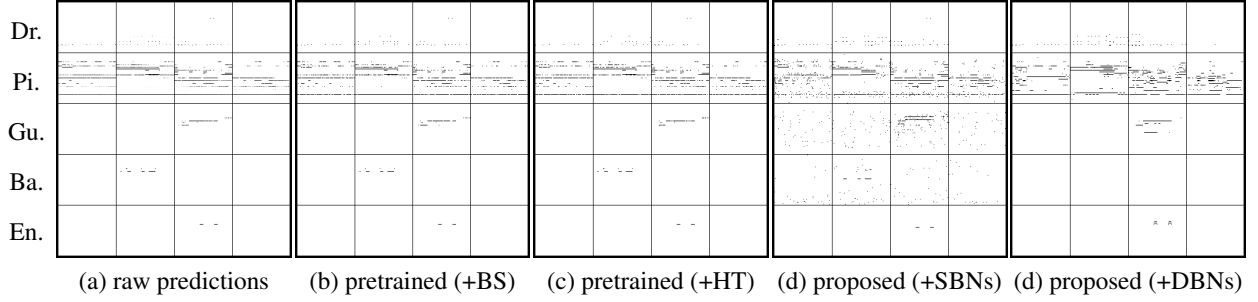 Dr.
Pi.
Gu.
Ba.
En.
(a) raw predictions
(b) pretrained (+BS)
(c) pretrained (+HT)
(d) proposed (+SBNs)
(d) proposed (+DBNs)